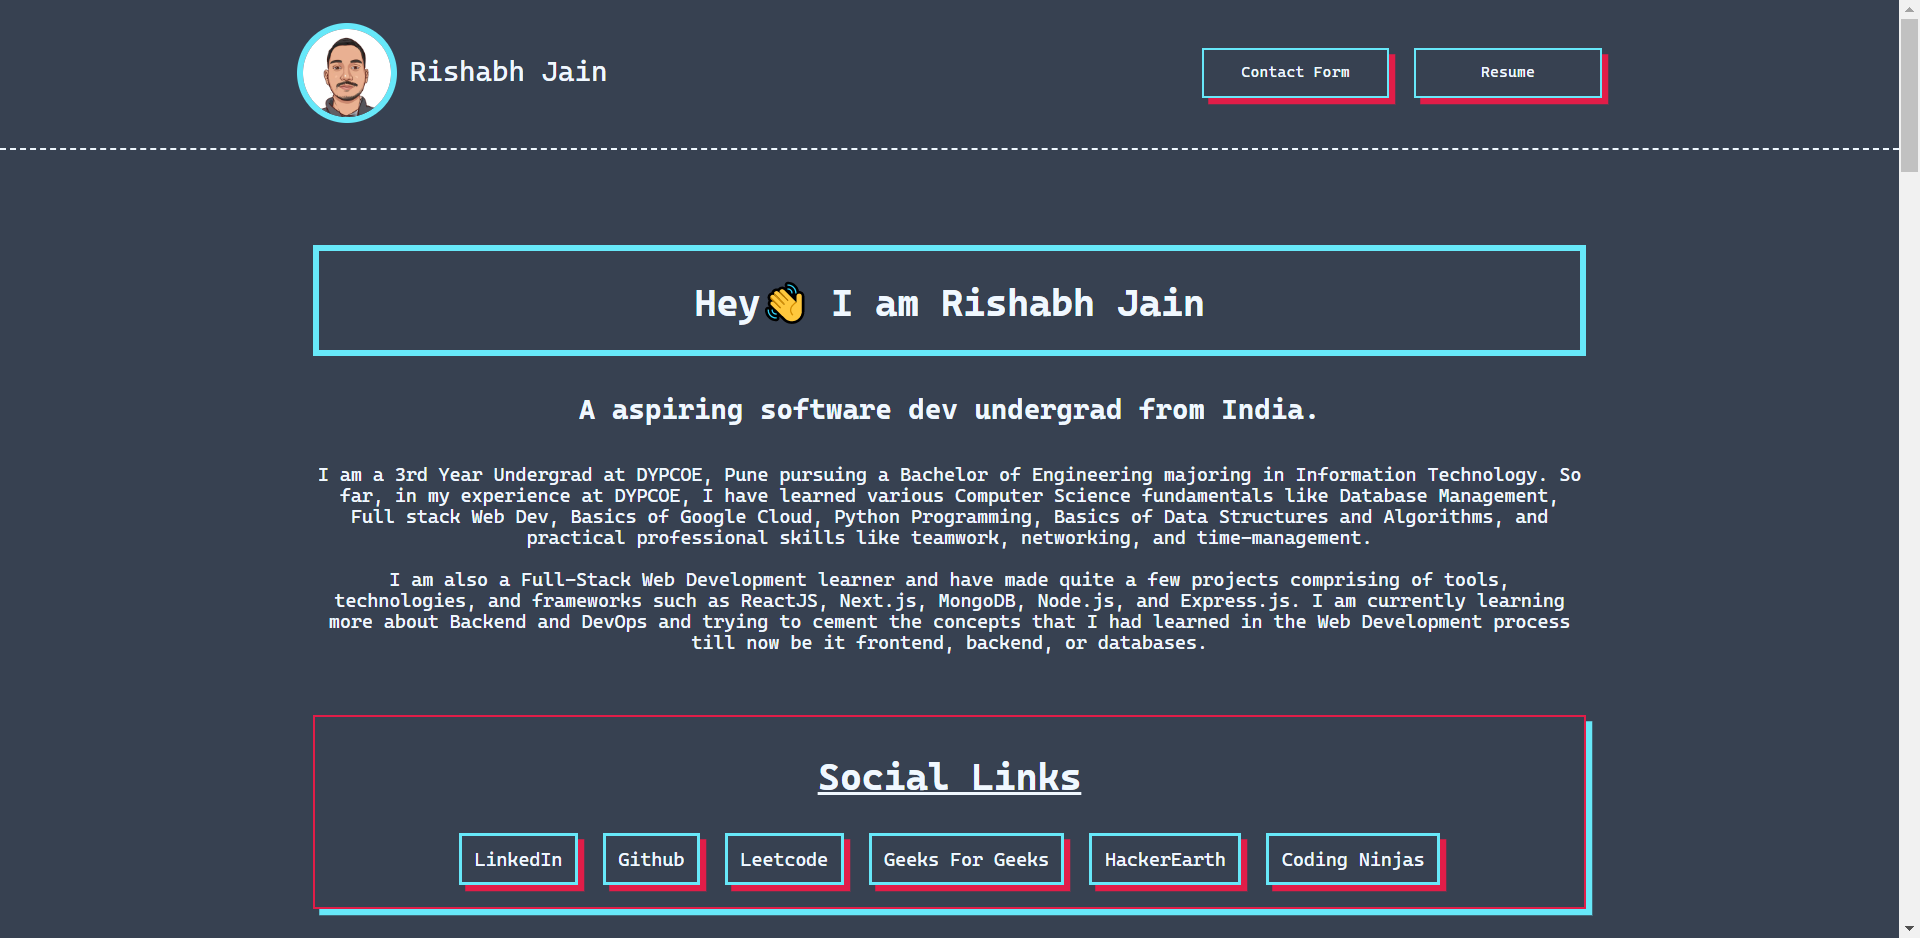 Rishabh Jain
Contact Form
Resume
Hey👋 I am Rishabh Jain
A aspiring software dev undergrad from India.
I am a 3rd Year Undergrad at DYPCOE, Pune pursuing a Bachelor of Engineering majoring in Information Technology. So
far, in my experience at DYPCOE, I have learned various Computer Science fundamentals like Database Management,
Full stack Web Dev, Basics of Google Cloud, Python Programming, Basics of Data Structures and Algorithms, and
practical professional skills like teamwork, networking, and time-management.
I am also a Full-Stack Web Development learner and have made quite a few projects comprising of tools,
technologies, and frameworks such as ReactJS, Next.js, MongoDB, Node.js, and Express.js. I am currently learning
more about Backend and DevOps and trying to cement the concepts that I had learned in the Web Development process
till now be it frontend, backend, or databases.
Social Links
LinkedIn
Github
Leetcode
Geeks For Geeks
HackerEarth
Coding Ninjas